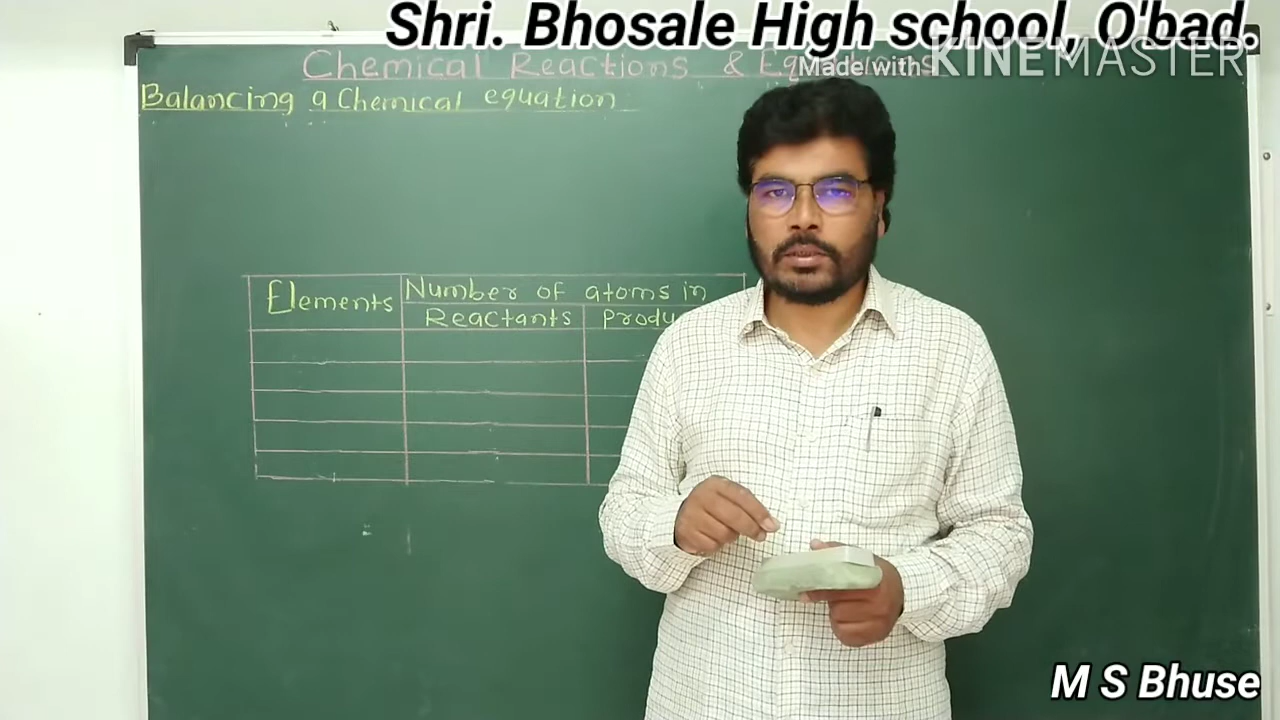 Shri. Bhosale High school, O'bad.
Chemical Reactions & Eq
Made with KINEMASTER
Balancing a Chemical equation
Elements
Number of atoms in
Reactants
Produ
M S Bhuse